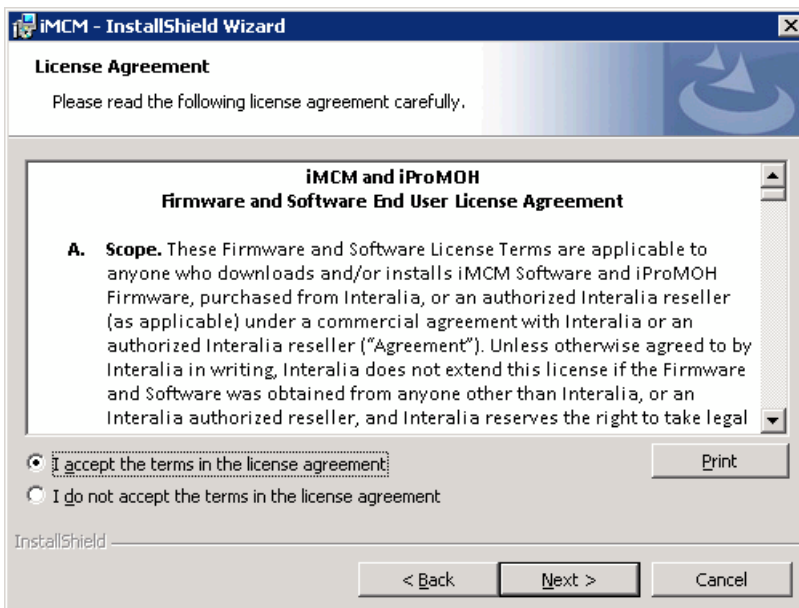 iMCM - InstallShield Wizard
License Agreement
Please read the following license agreement carefully.
iMCM and iProMOH
Firmware and Software End User License Agreement
A. Scope. These Firmware and Software License Terms are applicable to
anyone who downloads and/or installs iMCM Software and iProMOH
Firmware, purchased from Interalia, or an authorized Interalia reseller
(as applicable) under a commercial agreement with Interalia or an
authorized Interalia reseller (“Agreement”). Unless otherwise agreed to by
Interalia in writing, Interalia does not extend this license if the Firmware
and Software was obtained from anyone other than Interalia, or an
Interalia authorized reseller, and Interalia reserves the right to take legal
I accept the terms in the license agreement
Print
I do not accept the terms in the license agreement
InstallShield
< Back
Next >
Cancel